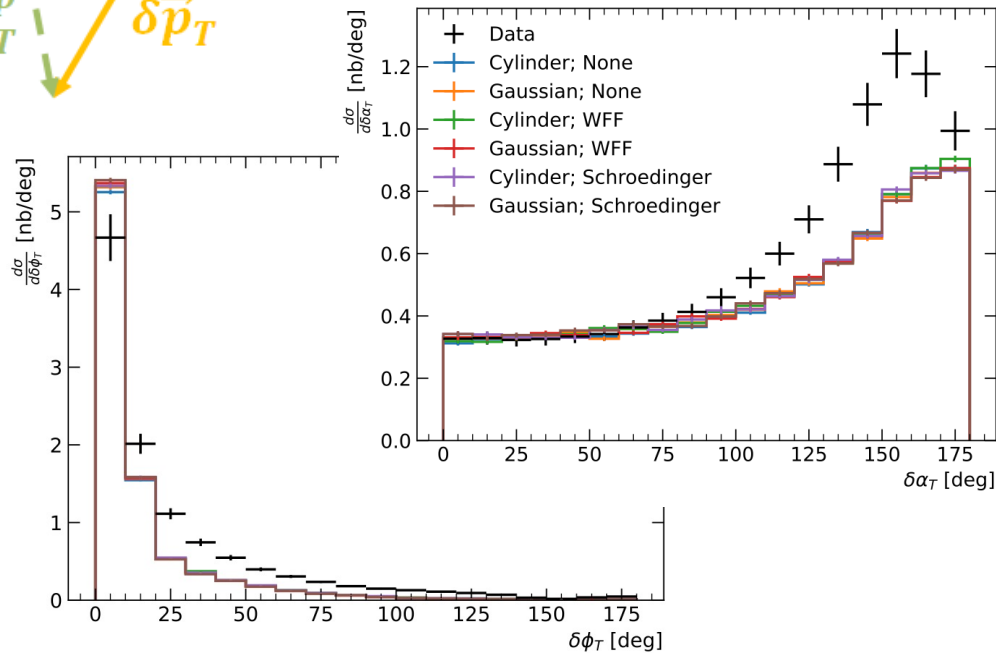 p
T
δp⃗_T
dσ/dδα_T [nb/deg]
1.2
1.0
0.8
0.6
0.4
0.2
0.0
Data
Cylinder; None
Gaussian; None
Cylinder; WFF
Gaussian; WFF
Cylinder; Schroedinger
Gaussian; Schroedinger
0 25 50 75 100 125 150 175
δα_T [deg]
dσ/dδϕ_T [nb/deg]
5
4
3
2
1
0
0 25 50 75 100 125 150 175
δϕ_T [deg]